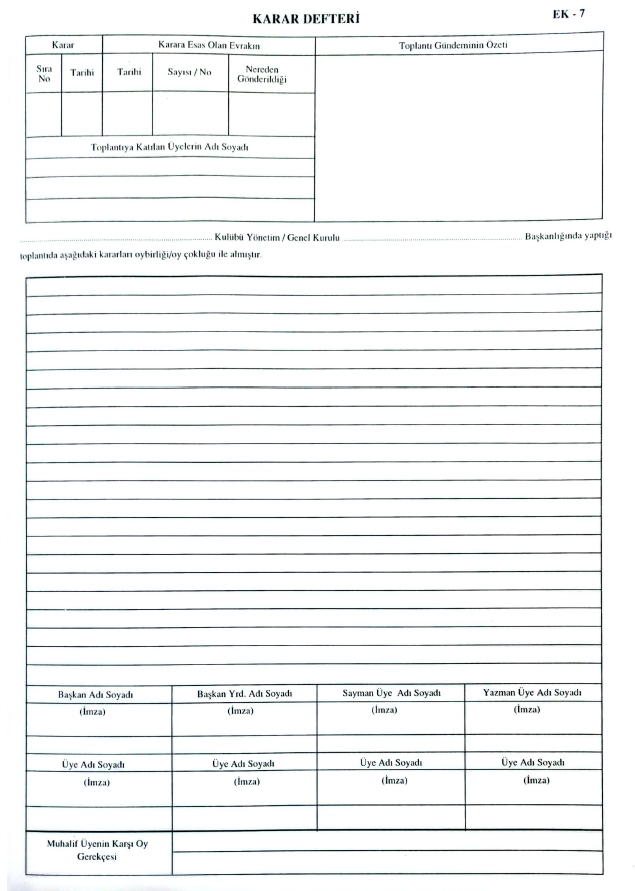 KARAR DEFTERİ
EK - 7
Karar
Karara Esas Olan Evrakın
Toplantı Gündeminin Özeti
Sıra No
Tarihi
Tarihi
Sayısı / No
Nereden Gönderildiği
Toplantıya Katılan Üyelerin Adı Soyadı
Kulübü Yönetim / Genel Kurulu Başkanlığında yaptığı
toplantıda aşağıdaki kararları oybirliği/oy çokluğu ile almıştır.
Başkan Adı Soyadı
Başkan Yrd. Adı Soyadı
Sayman Üye Adı Soyadı
Yazman Üye Adı Soyadı
(İmza)
(İmza)
(İmza)
(İmza)
Üye Adı Soyadı
Üye Adı Soyadı
Üye Adı Soyadı
Üye Adı Soyadı
(İmza)
(İmza)
(İmza)
(İmza)
Muhalif Üyenin Karşı Oy
Gerekçesi